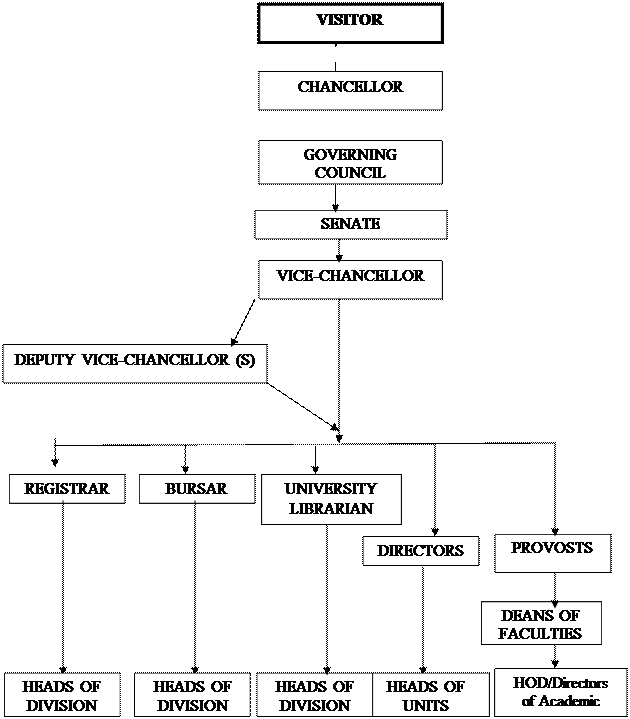 VISITOR
CHANCELLOR
GOVERNING
COUNCIL
SENATE
VICE-CHANCELLOR
DEPUTY VICE-CHANCELLOR (S)
REGISTRAR
BURSAR
UNIVERSITY
LIBRARIAN
DIRECTORS
PROVOSTS
DEANS OF
FACULTIES
HEADS OF
DIVISION
HEADS OF
DIVISION
HEADS OF
DIVISION
HEADS OF
UNITS
HOD/Directors
of Academic